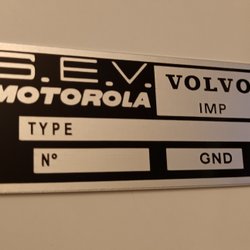 S.E.V.
MOTOROLA
VOLVO
IMP
TYPE
N° GND